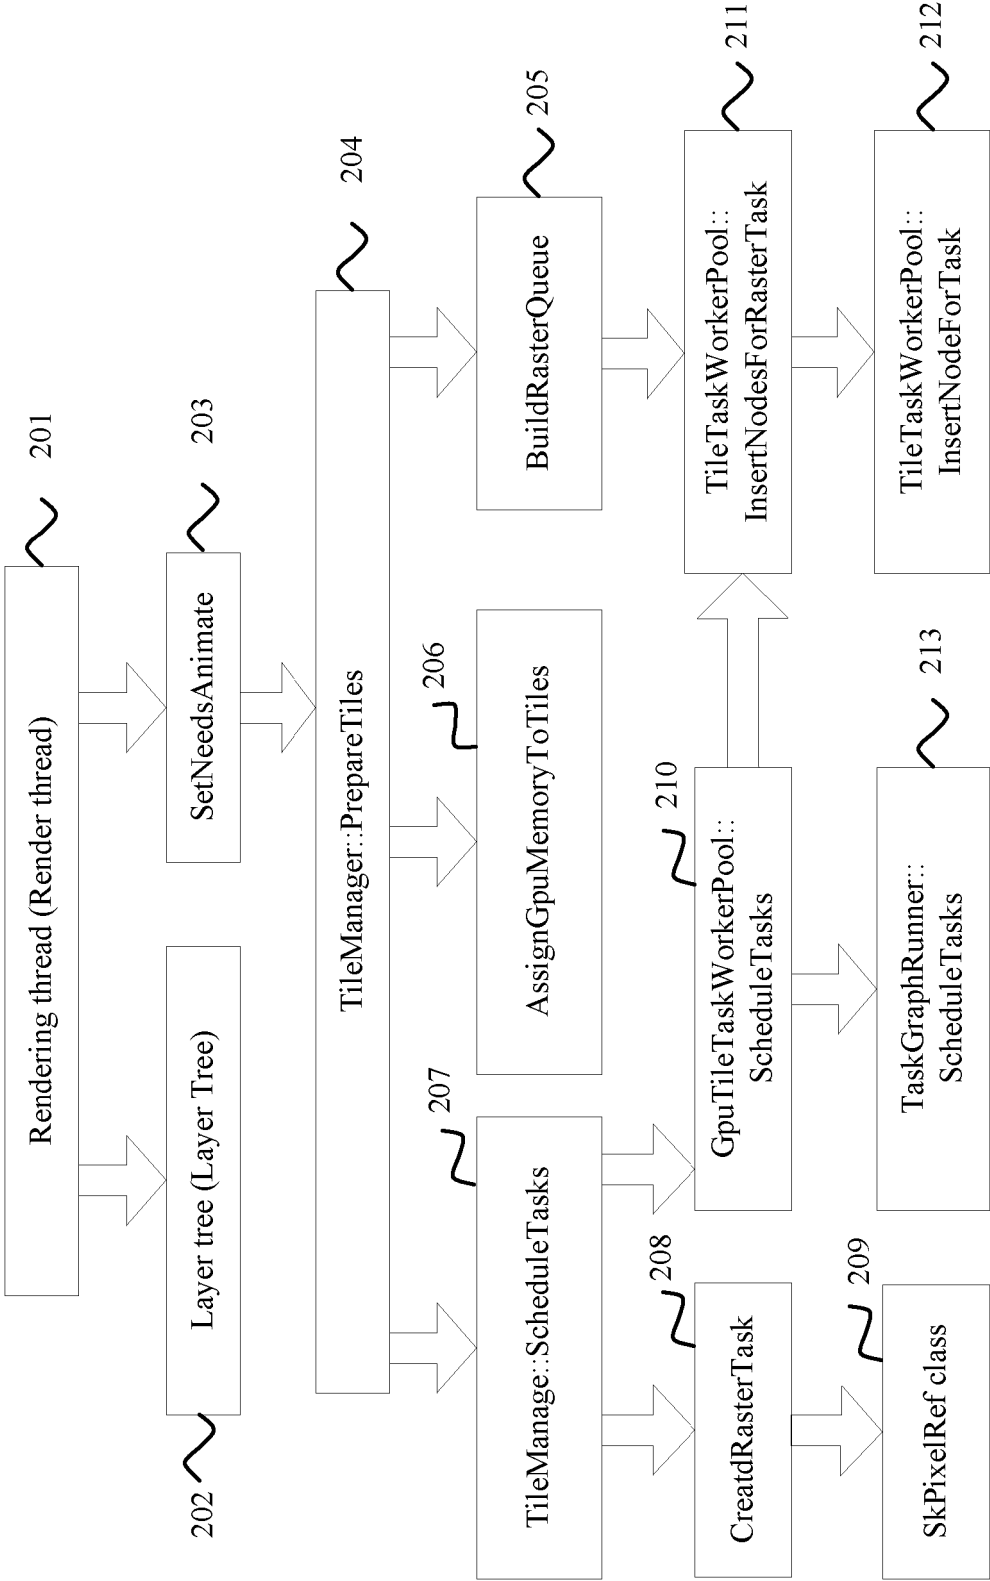 201
Rendering thread (Render thread)
202
Layer tree (Layer Tree)
203
SetNeedsAnimate
204
TileManager::PrepareTiles
207
TileManage::ScheduleTasks
206
AssignGpuMemoryToTiles
205
BuildRasterQueue
208
CreatdRasterTask
210
GpuTileTaskWorkerPool::
ScheduleTasks
211
TileTaskWorkerPool::
InsertNodesForRasterTask
209
SkPixelRef class
213
TaskGraphRunner::
ScheduleTasks
212
TileTaskWorkerPool::
InsertNodeForTask